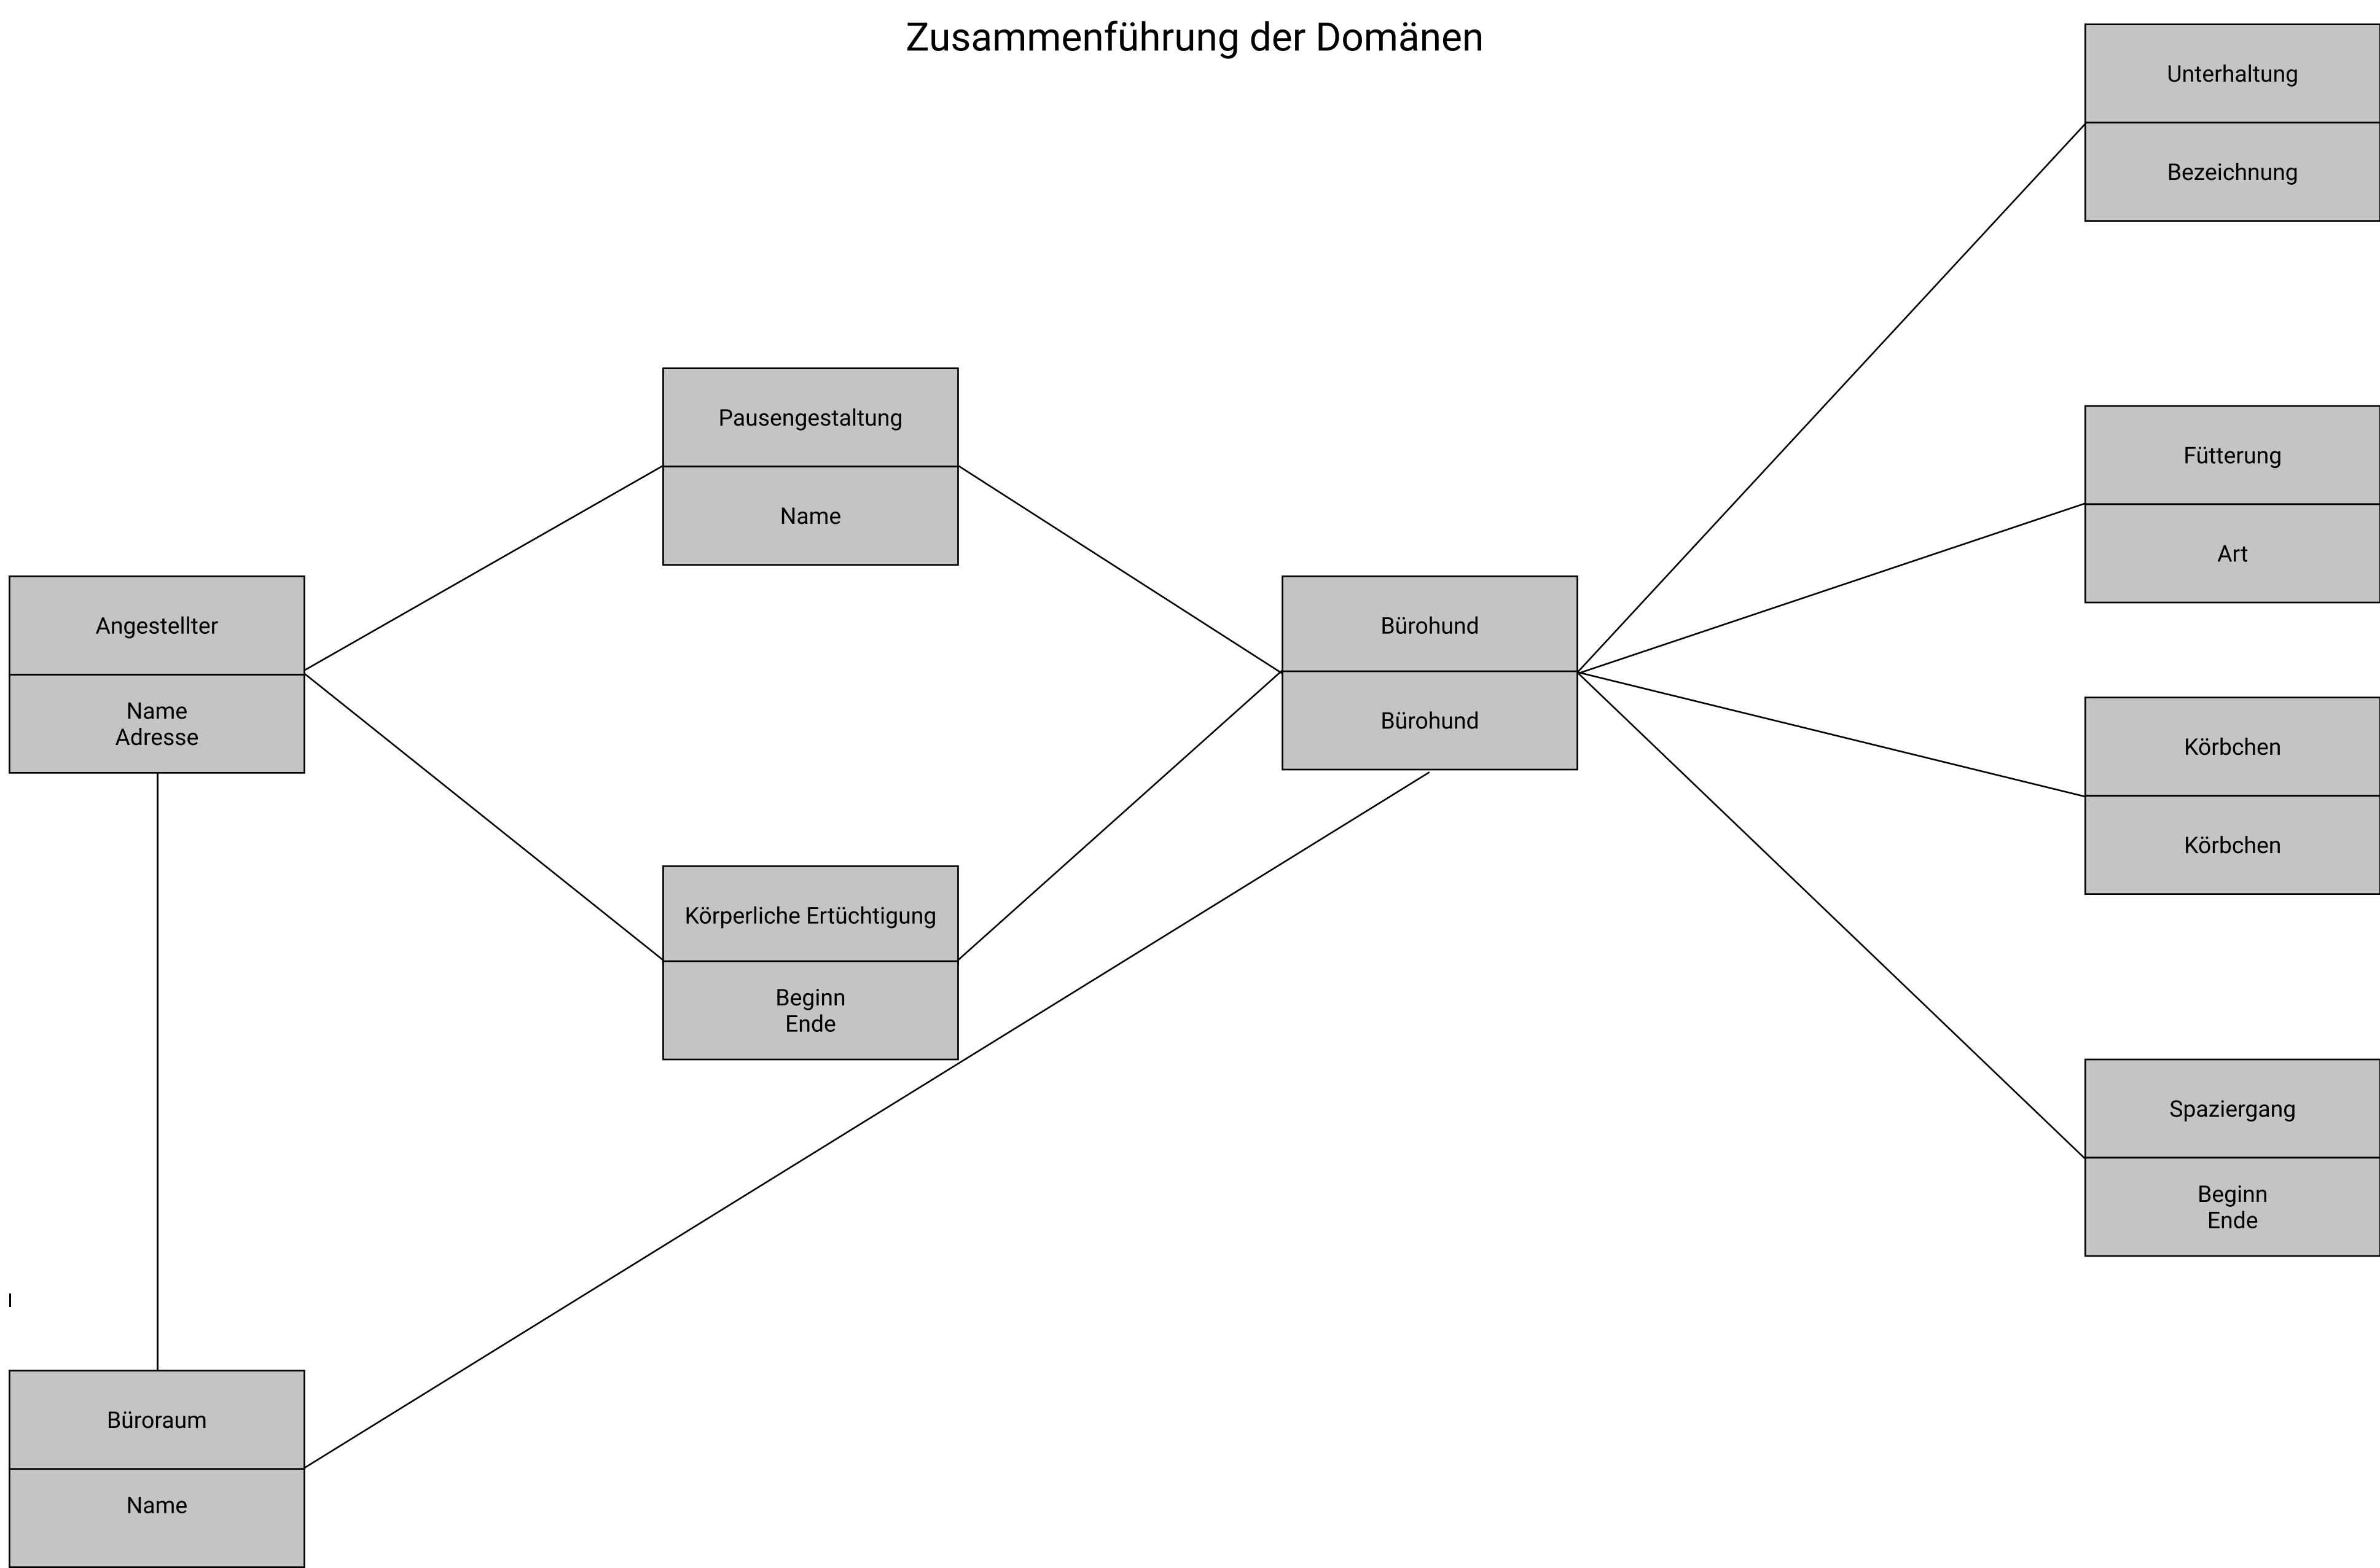 Zusammenführung der Domänen
Unterhaltung
Bezeichnung
Pausengestaltung
Name
Fütterung
Art
Angestellter
Name
Adresse
Bürohund
Bürohund
Körbchen
Körbchen
Körperliche Ertüchtigung
Beginn
Ende
Spaziergang
Beginn
Ende
Büroraum
Name